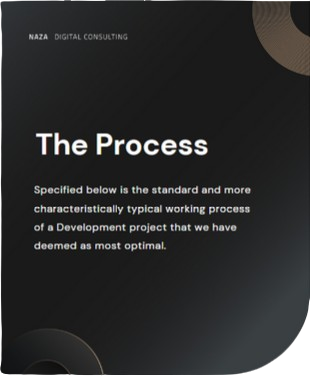 NAZA DIGITAL CONSULTING
The Process
Specified below is the standard and more
characteristically typical working process
of a Development project that we have
deemed as most optimal.